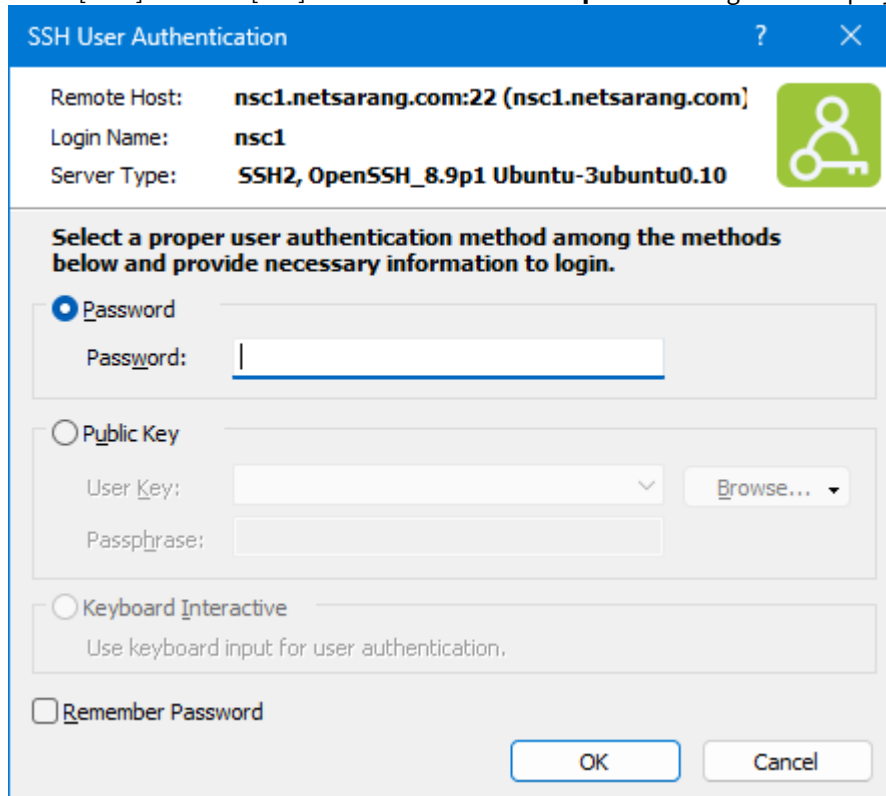 SSH User Authentication ?
Remote Host: nsc1.netsarang.com:22 (nsc1.netsarang.com)
Login Name: nsc1
Server Type: SSH2, OpenSSH_8.9p1 Ubuntu-3ubuntu0.10
Select a proper user authentication method among the methods
below and provide necessary information to login.
Password
Password:
Public Key
User Key: Browse...
Passphrase:
Keyboard Interactive
Use keyboard input for user authentication.
Remember Password
OK Cancel